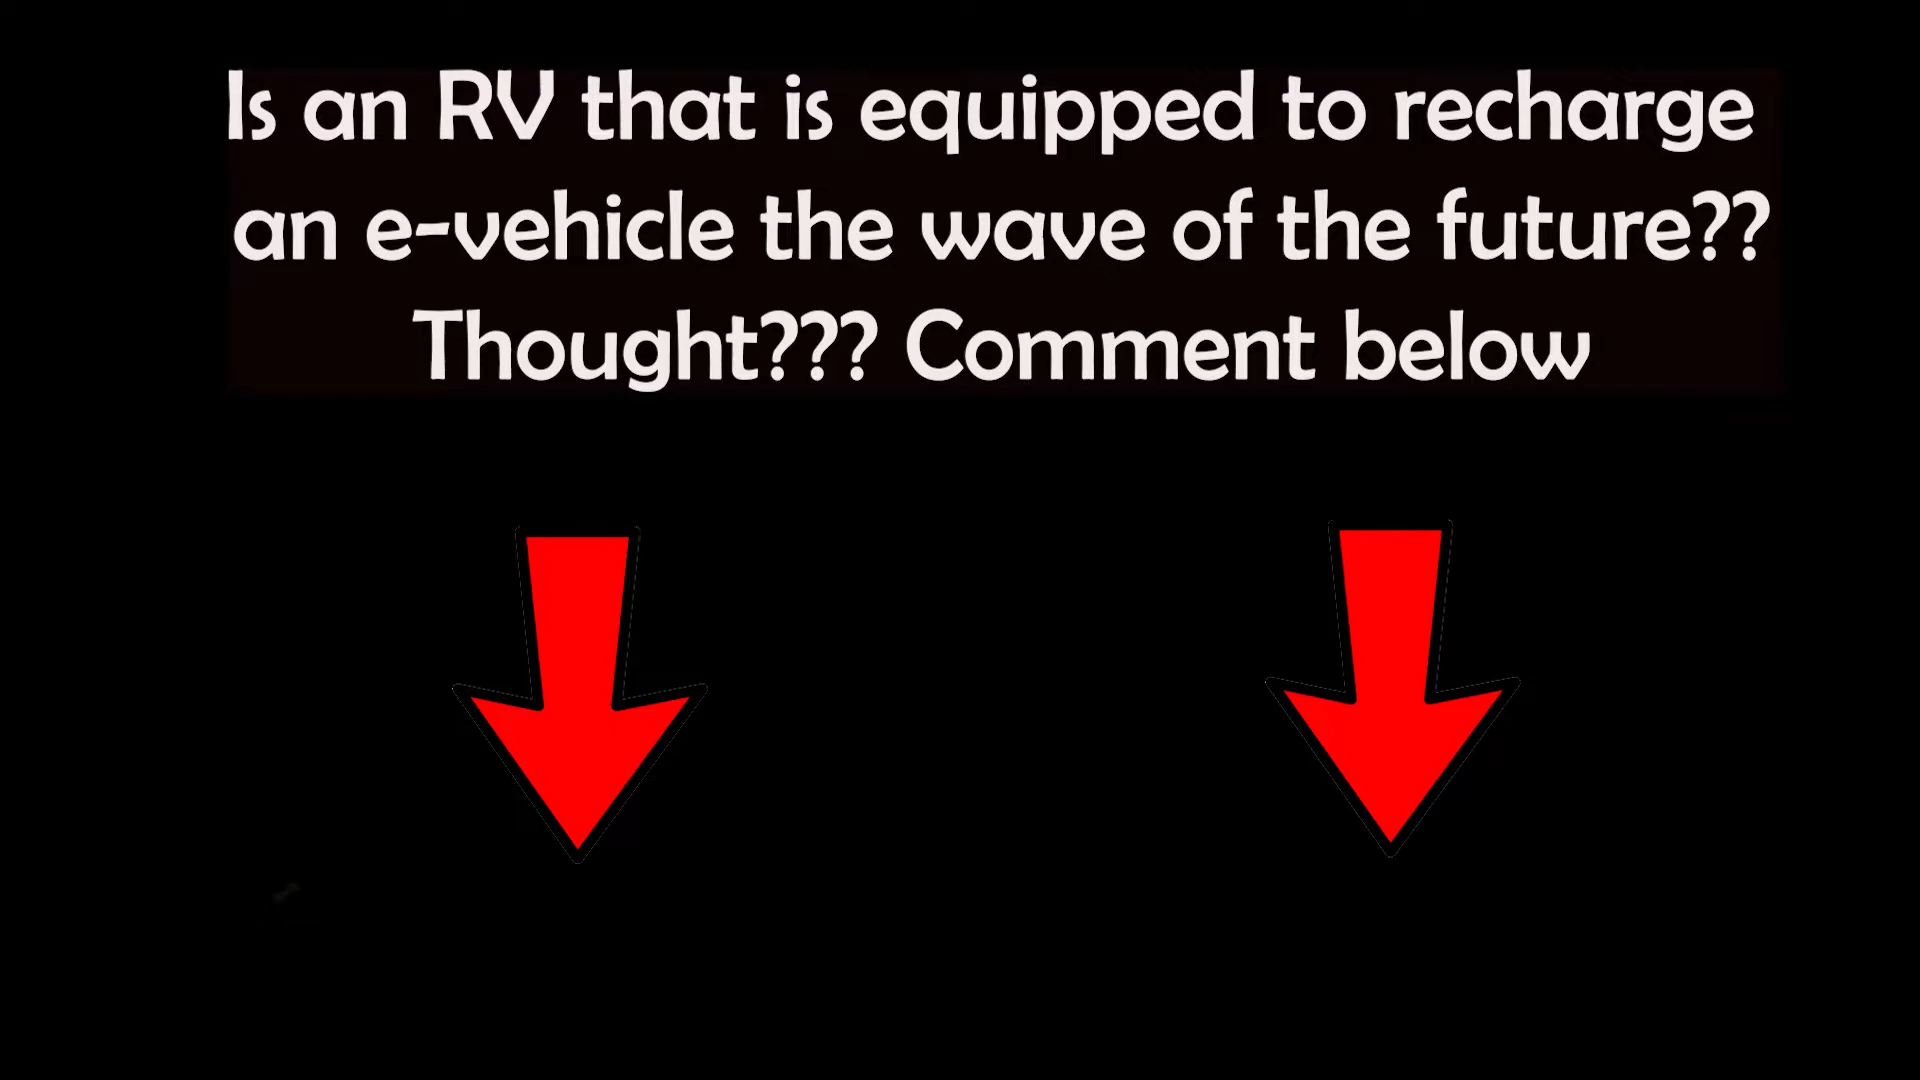 Is an RV that is equipped to recharge
an e-vehicle the wave of the future??
Thought??? Comment below